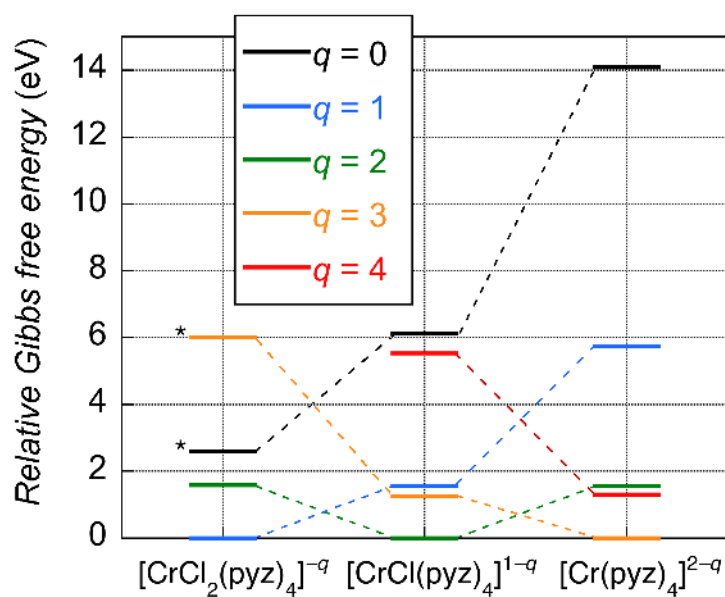 Relative Gibbs free energy (eV)
14
12
10
8
6
4
2
0
q = 0
q = 1
q = 2
q = 3
q = 4
*
*
[CrCl₂(pyz)₄]⁻q [CrCl(pyz)₄]¹⁻q [Cr(pyz)₄]²⁻q